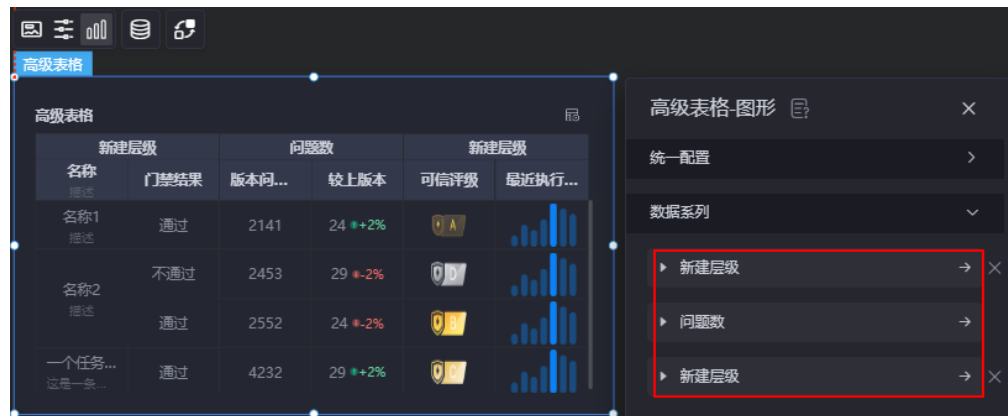 高级表格
高级表格
新建层级 问题数 新建层级
名称 描述 门禁结果 版本问... 较上版本 可信评级 最近执行...
名称1 描述 通过 2141 24 +2% A
名称2 描述 不通过 2453 29 -2% D
通过 2552 24 -2% B
一个任务... 这是一条... 通过 4232 29 +2% C
高级表格-图形
统一配置
数据系列
新建层级
问题数
新建层级